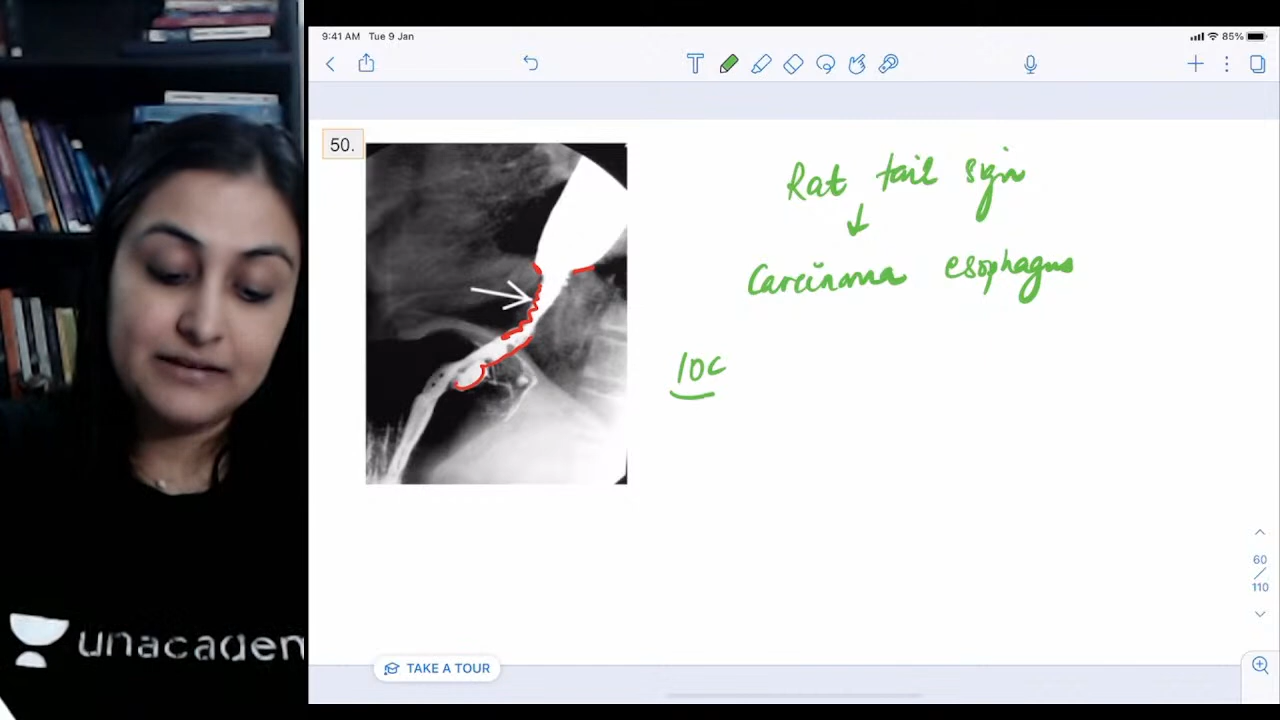 9:41 AM Tue 9 Jan
85%
50.
Rat tail sign
↓
Carcinoma esophagus
IOC
60
110
TAKE A TOUR
unacadem